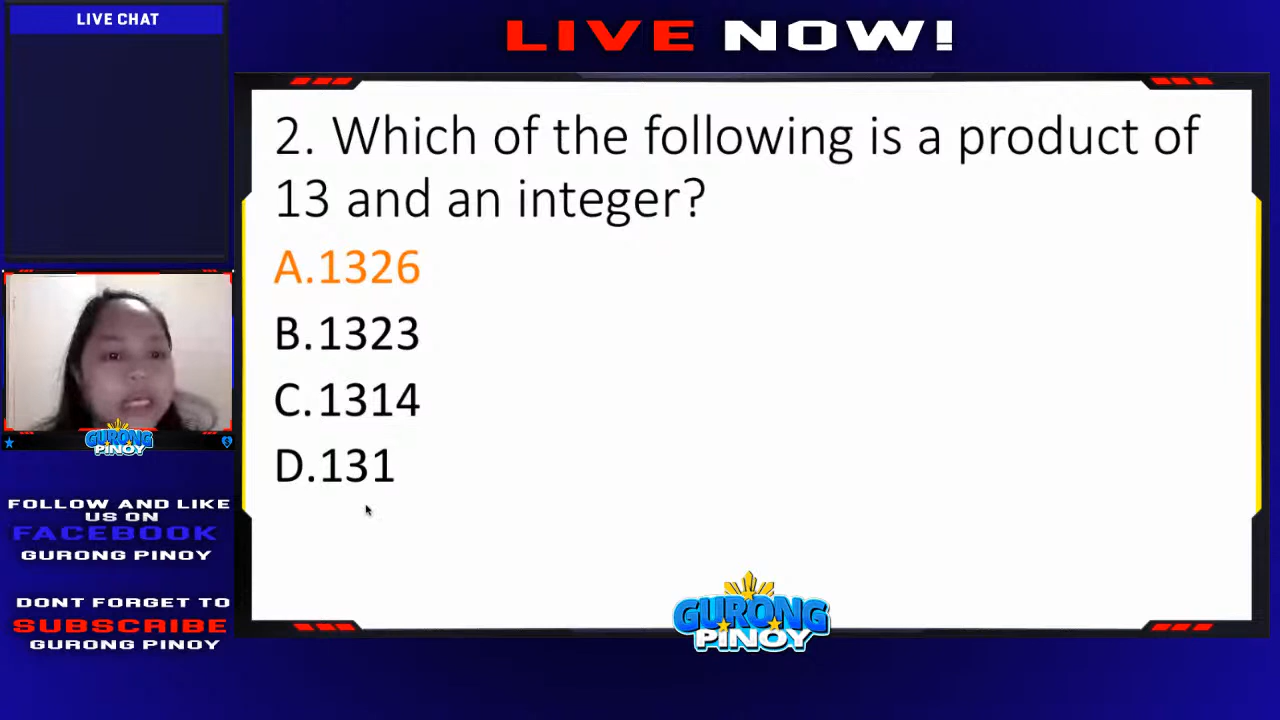 LIVE CHAT
LIVE NOW!
2. Which of the following is a product of
13 and an integer?
A.1326
B.1323
C.1314
D.131
GURONG
PINOY
FOLLOW AND LIKE
US ON
FACEBOOK
GURONG PINOY
DONT FORGET TO
SUBSCRIBE
GURONG PINOY
GURONG
PINOY